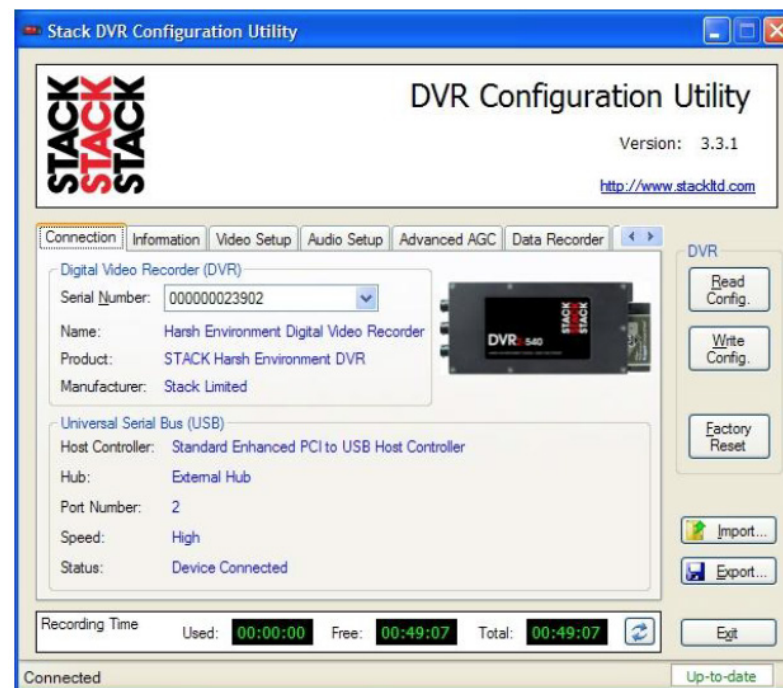 Stack DVR Configuration Utility
STACK
STACK
STACK
DVR Configuration Utility
Version: 3.3.1
http://www.stackltd.com
Connection Information Video Setup Audio Setup Advanced AGC Data Recorder
Digital Video Recorder (DVR)
Serial Number: 000000023902
Name: Harsh Environment Digital Video Recorder
Product: STACK Harsh Environment DVR
Manufacturer: Stack Limited
STACK
STACK
Universal Serial Bus (USB)
Host Controller: Standard Enhanced PCI to USB Host Controller
Hub: External Hub
Port Number: 2
Speed: High
Status: Device Connected
DVR
Read
Config.
Write
Config.
Factory
Reset
Import...
Export...
Recording Time
Used: 00:00:00 Free: 00:49:07 Total: 00:49:07
Exit
Connected
Up-to-date